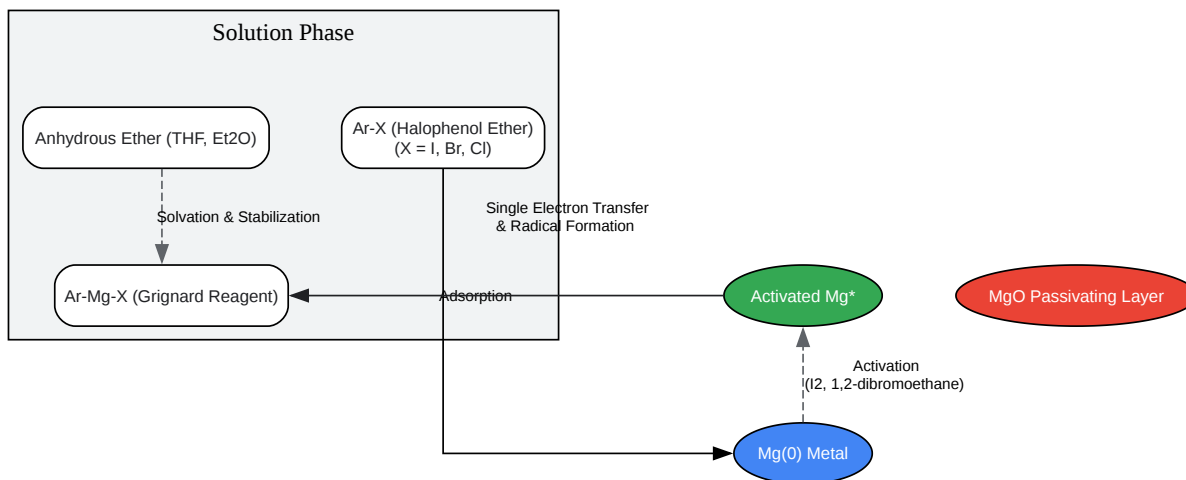 Solution Phase
Anhydrous Ether (THF, Et2O)
Ar-X (Halophenol Ether)
(X = I, Br, Cl)
Solvation & Stabilization
Single Electron Transfer
& Radical Formation
Ar-Mg-X (Grignard Reagent)
Adsorption
Activated Mg*
MgO Passivating Layer
Activation
(I2, 1,2-dibromoethane)
Mg(0) Metal